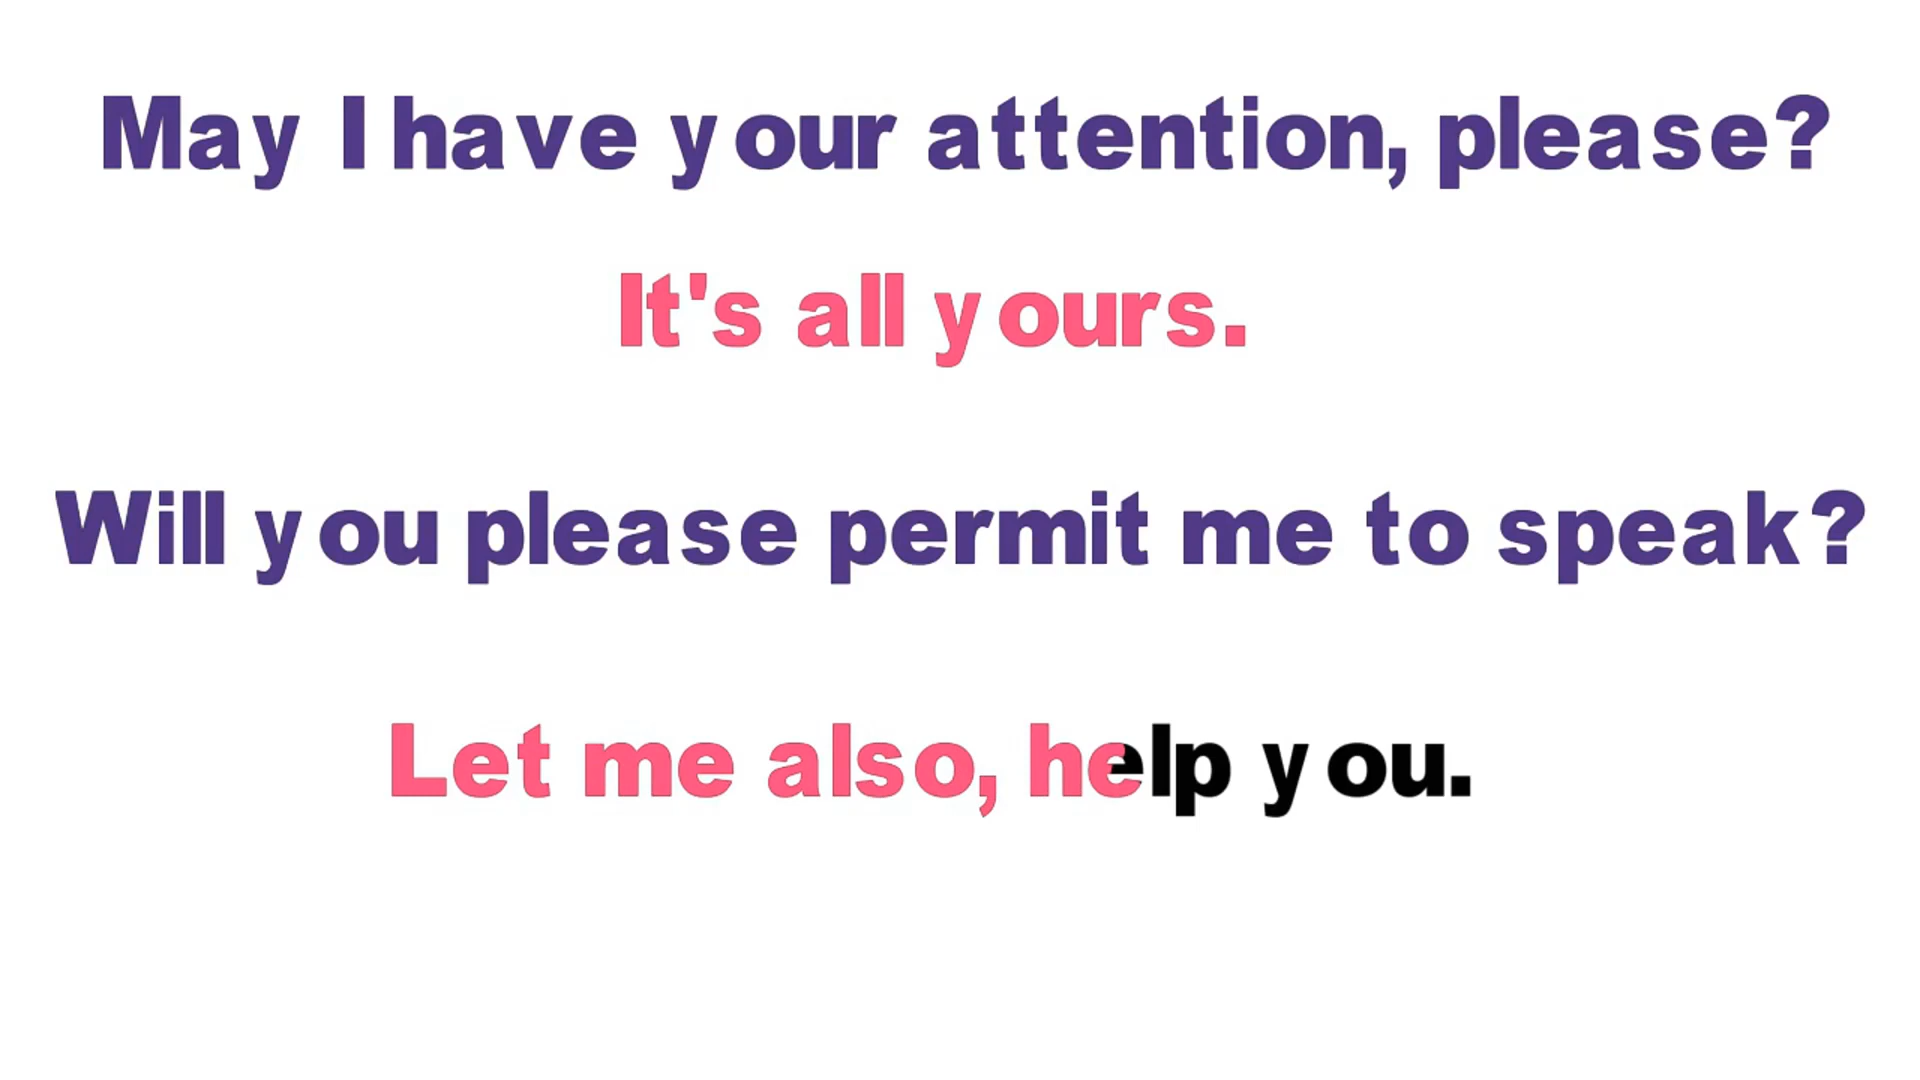 May I have your attention, please?
It's all yours.
Will you please permit me to speak?
Let me also, help you.